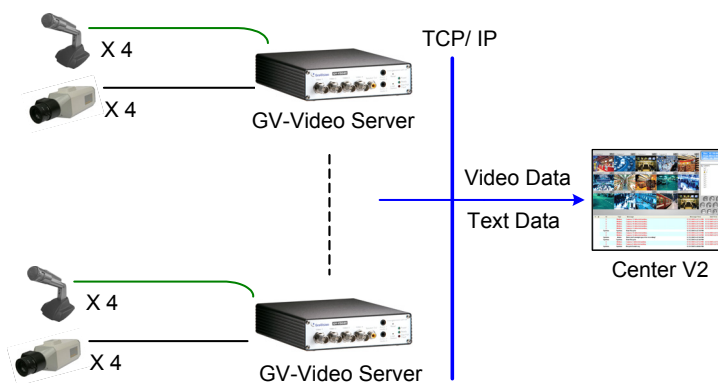 X 4
TCP/ IP
X 4
GV-Video Server
Video Data
Text Data
Center V2
X 4
X 4
GV-Video Server